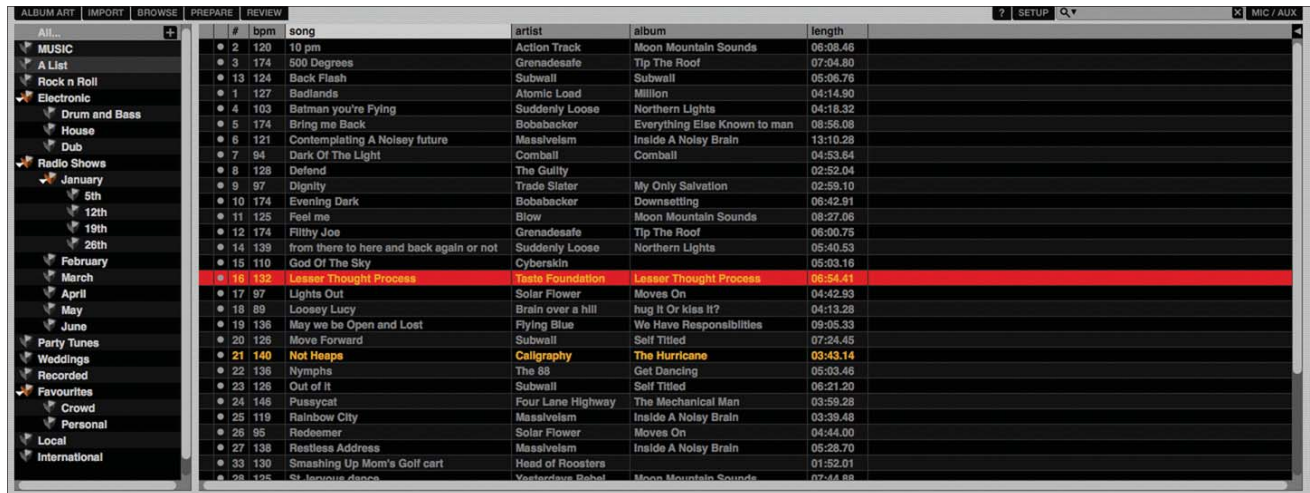 ALBUM ART IMPORT BROWSE PREPARE REVIEW ? SETUP MIC / AUX
All...
MUSIC
A List
Rock n Roll
Electronic
Drum and Bass
House
Dub
Radio Shows
January
5th
12th
19th
26th
February
March
April
May
June
Party Tunes
Weddings
Recorded
Favourites
Crowd
Personal
Local
International
# bpm song artist album length
2 120 10 pm Action Track Moon Mountain Sounds 06:08.46
3 174 500 Degrees Grenadesafe Tip The Roof 07:04.80
13 124 Back Flash Subwall Subwall 05:06.76
1 127 Badlands Atomic Load Million 04:14.90
4 103 Batman you're Fying Suddenly Loose Northern Lights 04:18.32
5 174 Bring me Back Bobabacker Everything Else Known to man 08:56.08
6 121 Contemplating A Noisey future Massiveism Inside A Noisy Brain 13:10.28
7 94 Dark Of The Light Comball Comball 04:53.64
8 128 Defend The Guilty 02:52.04
9 97 Dignity Trade Slater My Only Salvation 02:59.10
10 174 Evening Dark Bobabacker Downsetting 06:42.91
11 125 Feel me Blow Moon Mountain Sounds 08:27.06
12 174 Filthy Joe Grenadesafe Tip The Roof 06:00.75
14 139 from there to here and back again or not Suddenly Loose Northern Lights 05:40.53
15 110 God Of The Sky Cyberskin 05:03.16
16 132 Lesser Thought Process Taste Foundation Lesser Thought Process 06:54.41
17 97 Lights Out Solar Flower Moves On 04:42.93
18 89 Loosey Lucy Brain over a hill hug It Or kiss It? 04:13.28
19 136 May we be Open and Lost Flying Blue We Have Responsiblities 09:05.33
20 126 Move Forward Subwall Self Titled 07:24.45
21 140 Not Heaps Caligraphy The Hurricane 03:43.14
22 136 Nymphs The 88 Get Dancing 05:03.46
23 126 Out of It Subwall Self Titled 06:21.20
24 146 Pussycat Four Lane Highway The Mechanical Man 03:59.28
25 119 Rainbow City Massiveism Inside A Noisy Brain 03:39.48
26 95 Redeemer Solar Flower Moves On 04:44.00
27 138 Restless Address Massiveism Inside A Noisy Brain 05:28.70
33 130 Smashing Up Mom's Golf cart Head of Roosters 01:52.01
28 125 St Jervous dance Yesterdays Rebel Moon Mountain Sounds 07:44.88